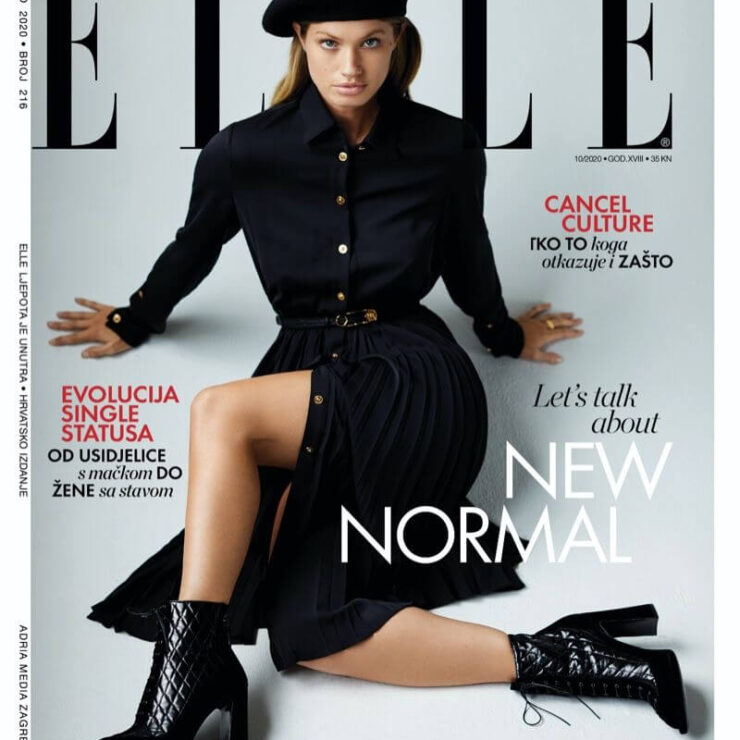 ELLE
10/2020 • GOD.XVIII • 35 KN
CANCEL
CULTURE
TKO TO koga
otkazuje i ZAŠTO
EVOLUCIJA
SINGLE
STATUSA
OD USIDJELICE
s mačkom DO
ŽENE sa stavom
Let's talk
about
NEW
NORMAL
2020 • BROJ 216
ELLE LJEPOTA JE UNUTRA • HRVATSKO IZDANJE
ADRIA MEDIA ZAGRE